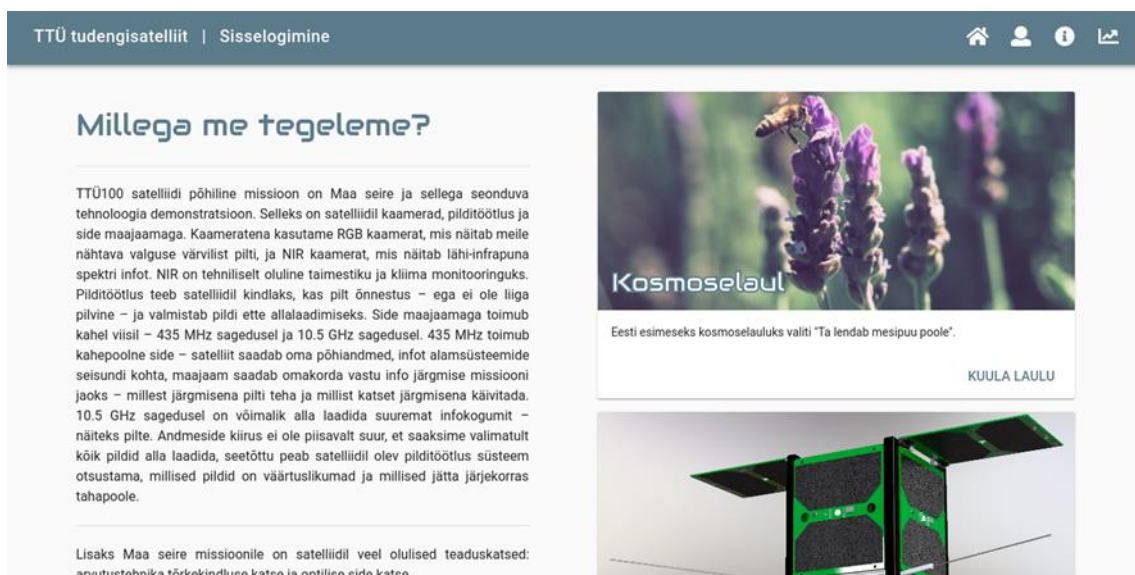 TTÜ tudengisatelliit | Sisselogimine
Millega me tegeleme?
TTÜ100 satelliidi põhiline missioon on Maa seire ja sellega seonduva
tehnoloogia demonstratsioon. Selleks on satelliidil kaamerad, pilditöötlus ja
side maajaamaga. Kaameratena kasutame RGB kaamerat, mis näitab meile
nähtava valguse värvilist pilti, ja NIR kaamerat, mis näitab lähi-infrapuna
spektri infot. NIR on tehniliselt oluline taimestiku ja kliima monitooringuks.
Pilditöötlus teeb satelliidil kindlaks, kas pilt õnnestus – ega ei ole liiga
pilvine – ja valmistab pildi ette allalaadimiseks. Side maajaamaga toimub
kahel viisil – 435 MHz sagedusel ja 10.5 GHz sagedusel. 435 MHz toimub
kahepoolne side – satelliit saadab oma põhiandmed, infot alamsüsteemide
seisundi kohta, maajaam saadab omakorda vastu info järgmise missiooni
jaoks – millest järgmisena pilti teha ja millist katset järgmisena käivitada.
10.5 GHz sagedusel on võimalik alla laadida suuremat infokogumit –
näiteks pilte. Andmeside kiirus ei ole piisavalt suur, et saaksime valimatult
kõik pildid alla laadida, seetõttu peab satelliidil olev pilditöötlus süsteem
otsustama, millised pildid on väärtuslikumad ja millised jätta järjekorras
tahapoole.
Lisaks Maa seire missioonile on satelliidil veel olulised teaduskatsed:
arvutustehnika tõrkekindluse katse ja optilise side katse.
Kosmoselaul
Eesti esimeseks kosmoselauluks valiti "Ta lendab mesipuu poole".
KUULA LAULU